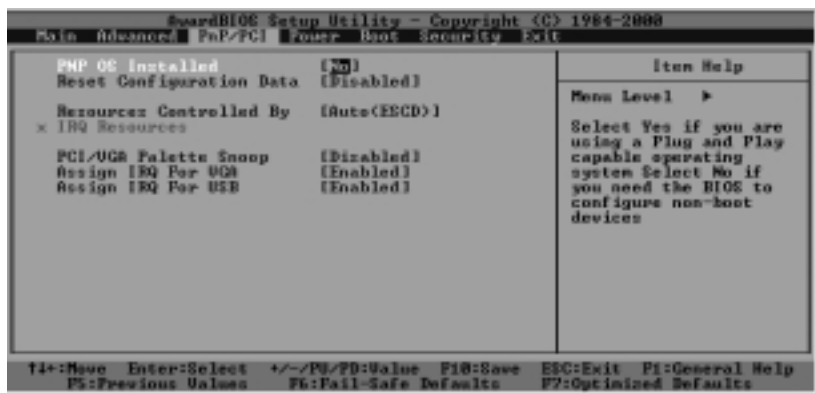 AwardBIOS Setup Utility - Copyright (C) 1984-2000
Main Advanced PnP/PCI Power Boot Security Exit
PNP OS Installed [No]
Reset Configuration Data [Disabled]
Resources Controlled By [Auto(ESCD)]
x IRQ Resources
PCI/VGA Palette Snoop [Disabled]
Assign IRQ For VGA [Enabled]
Assign IRQ For USB [Enabled]
Item Help
Menu Level ►
Select Yes if you are
using a Plug and Play
capable operating
system Select No if
you need the BIOS to
configure non-boot
devices
↑↓↔:Move Enter:Select +/-/PU/PD:Value F10:Save ESC:Exit F1:General Help
F5:Previous Values F6:Fail-Safe Defaults F7:Optimized Defaults